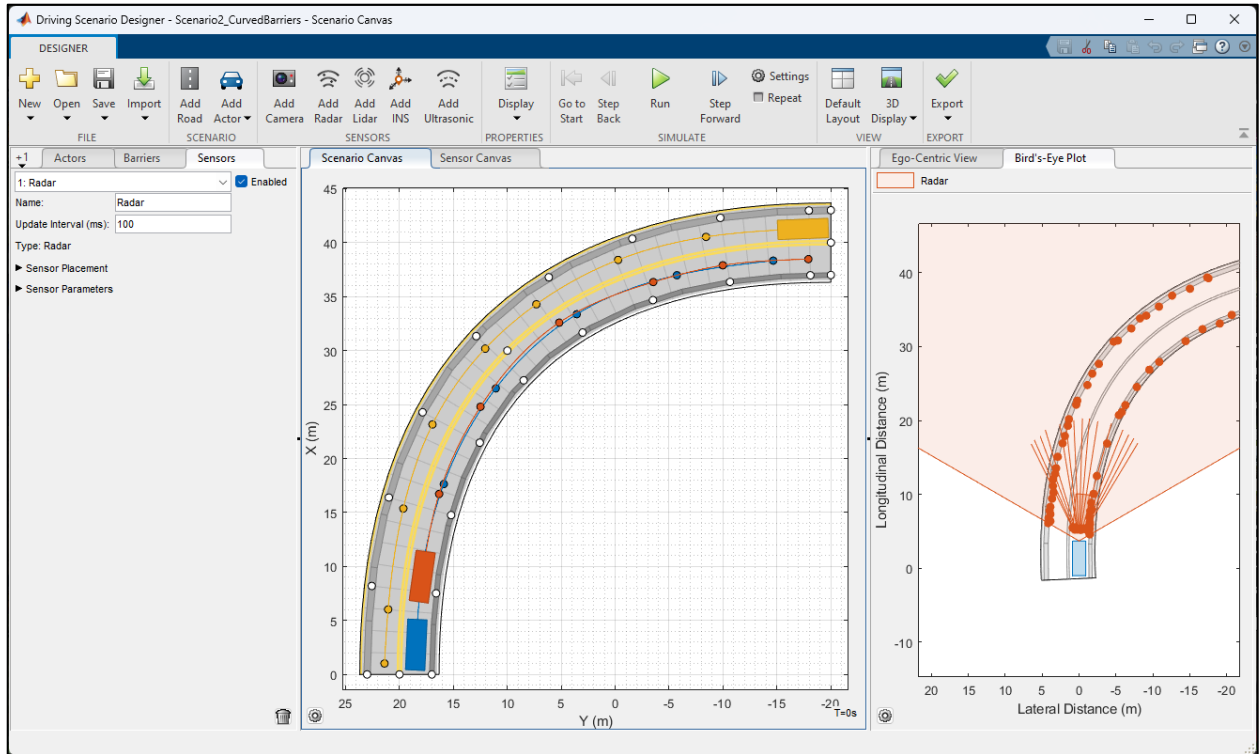 Driving Scenario Designer - Scenario2_CurvedBarriers - Scenario Canvas
DESIGNER
New
Open
Save
Import
FILE
Add Road
Add Actor
SCENARIO
Add Camera
Add Radar
Add Lidar
Add INS
Add Ultrasonic
SENSORS
Display
PROPERTIES
Go to Start
Step Back
Run
Step Forward
Settings
Repeat
SIMULATE
Default Layout
3D Display
VIEW
Export
EXPORT
+1
Actors
Barriers
Sensors
1: Radar
Enabled
Name:
Radar
Update Interval (ms):
100
Type: Radar
Sensor Placement
Sensor Parameters
Scenario Canvas
Sensor Canvas
45
40
35
30
25
20
15
10
5
0
X (m)
25
20
15
10
5
0
-5
-10
-15
-20
Y (m)
T=0s
Ego-Centric View
Bird's-Eye Plot
Radar
40
30
20
10
0
-10
Longitudinal Distance (m)
20
15
10
5
0
-5
-10
-15
-20
Lateral Distance (m)